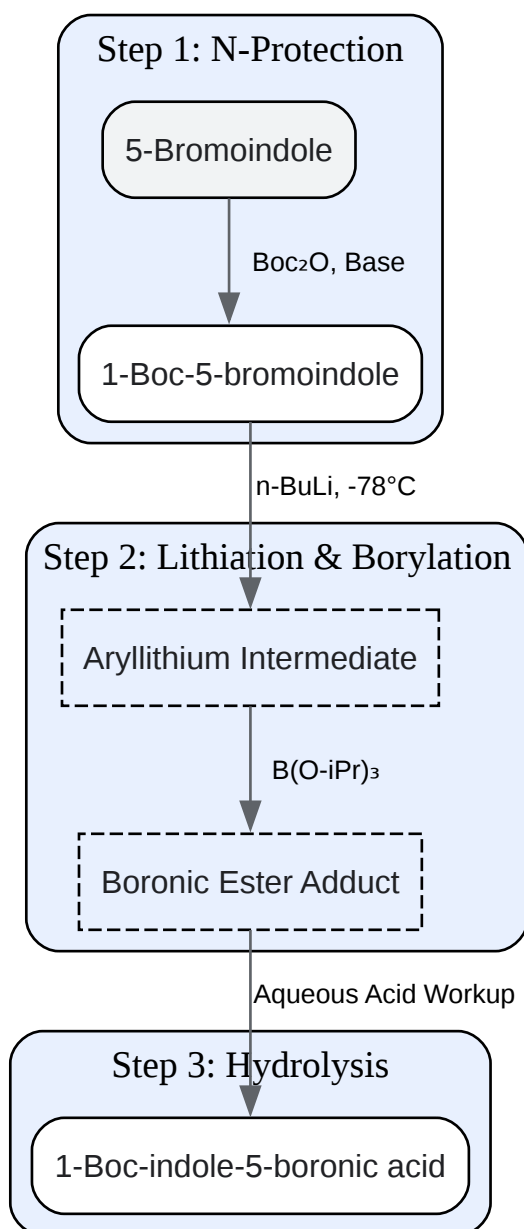 Step 1: N-Protection
5-Bromoindole
Boc₂O, Base
1-Boc-5-bromoindole
n-BuLi, -78°C
Step 2: Lithiation & Borylation
Aryllithium Intermediate
B(O-iPr)₃
Boronic Ester Adduct
Aqueous Acid Workup
Step 3: Hydrolysis
1-Boc-indole-5-boronic acid